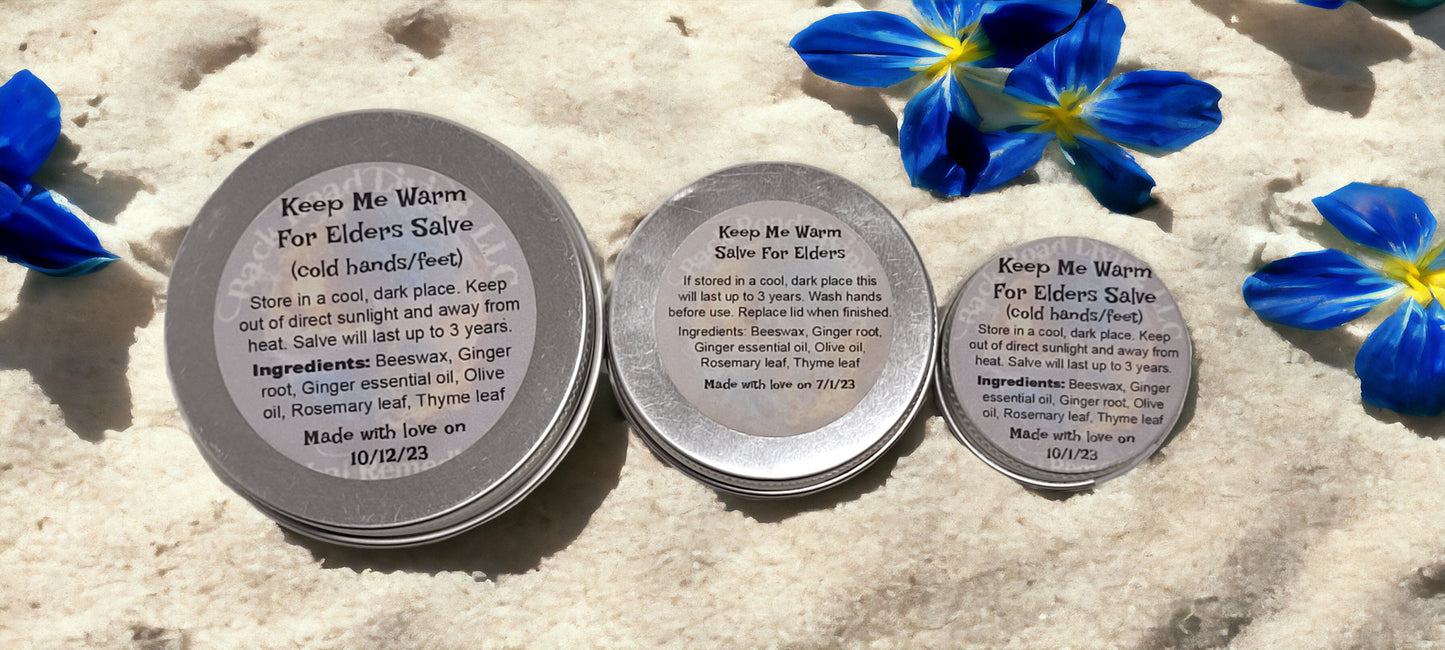 Keep Me Warm
For Elders Salve
(cold hands/feet)
Store in a cool, dark place. Keep
out of direct sunlight and away from
heat. Salve will last up to 3 years.
Ingredients: Beeswax, Ginger
root, Ginger essential oil, Olive
oil, Rosemary leaf, Thyme leaf
Made with love on
10/12/23
Keep Me Warm
Salve For Elders
If stored in a cool, dark place this
will last up to 3 years. Wash hands
before use. Replace lid when finished.
Ingredients: Beeswax, Ginger root,
Ginger essential oil, Olive oil,
Rosemary leaf, Thyme leaf
Made with love on 7/1/23
Keep Me Warm
For Elders Salve
(cold hands/feet)
Store in a cool, dark place. Keep
out of direct sunlight and away from
heat. Salve will last up to 3 years.
Ingredients: Beeswax, Ginger
essential oil, Ginger root, Olive
oil, Rosemary leaf, Thyme leaf
Made with love on
10/1/23